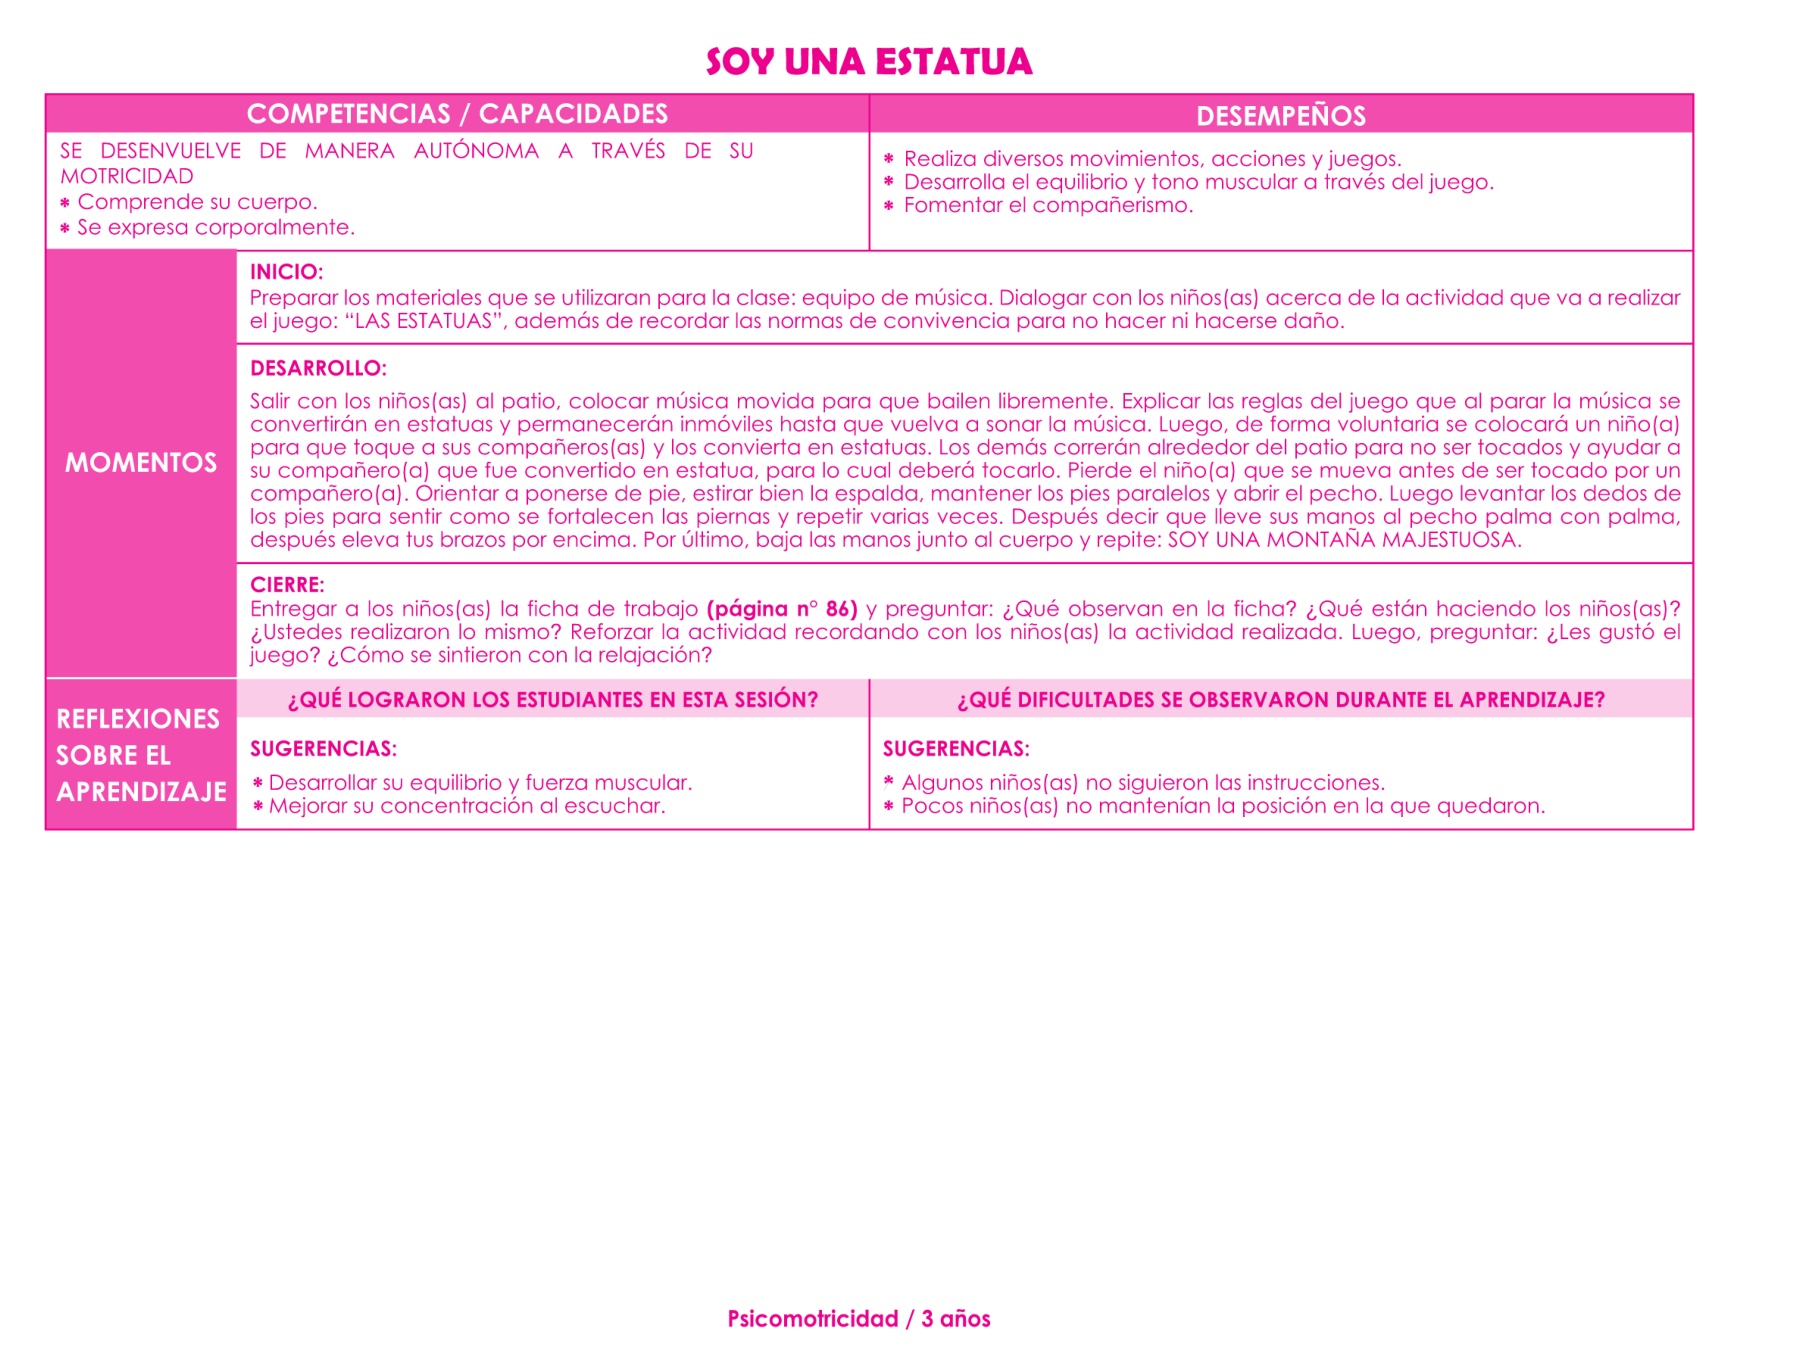 SOY UNA ESTATUA
COMPETENCIAS / CAPACIDADES
SE DESENVUELVE DE MANERA AUTÓNOMA A TRAVÉS DE SU
MOTRICIDAD
* Comprende su cuerpo.
* Se expresa corporalmente.
DESEMPEÑOS
* Realiza diversos movimientos, acciones y juegos.
* Desarrolla el equilibrio y tono muscular a través del juego.
* Fomentar el compañerismo.
MOMENTOS
INICIO:
Preparar los materiales que se utilizaran para la clase: equipo de música. Dialogar con los niños(as) acerca de la actividad que va a realizar
el juego: “LAS ESTATUAS”, además de recordar las normas de convivencia para no hacer ni hacerse daño.
DESARROLLO:
Salir con los niños(as) al patio, colocar música movida para que bailen libremente. Explicar las reglas del juego que al parar la música se
convertirán en estatuas y permanecerán inmóviles hasta que vuelva a sonar la música. Luego, de forma voluntaria se colocará un niño(a)
para que toque a sus compañeros(as) y los convierta en estatuas. Los demás correrán alrededor del patio para no ser tocados y ayudar a
su compañero(a) que fue convertido en estatua, para lo cual deberá tocarlo. Pierde el niño(a) que se mueva antes de ser tocado por un
compañero(a). Orientar a ponerse de pie, estirar bien la espalda, mantener los pies paralelos y abrir el pecho. Luego levantar los dedos de
los pies para sentir como se fortalecen las piernas y repetir varias veces. Después decir que lleve sus manos al pecho palma con palma,
después eleva tus brazos por encima. Por último, baja las manos junto al cuerpo y repite: SOY UNA MONTAÑA MAJESTUOSA.
CIERRE:
Entregar a los niños(as) la ficha de trabajo (página n° 86) y preguntar: ¿Qué observan en la ficha? ¿Qué están haciendo los niños(as)?
¿Ustedes realizaron lo mismo? Reforzar la actividad recordando con los niños(as) la actividad realizada. Luego, preguntar: ¿Les gustó el
juego? ¿Cómo se sintieron con la relajación?
REFLEXIONES
SOBRE EL
APRENDIZAJE
¿QUÉ LOGRARON LOS ESTUDIANTES EN ESTA SESIÓN?
SUGERENCIAS:
* Desarrollar su equilibrio y fuerza muscular.
* Mejorar su concentración al escuchar.
¿QUÉ DIFICULTADES SE OBSERVARON DURANTE EL APRENDIZAJE?
SUGERENCIAS:
* Algunos niños(as) no siguieron las instrucciones.
* Pocos niños(as) no mantenían la posición en la que quedaron.
Psicomotricidad / 3 años